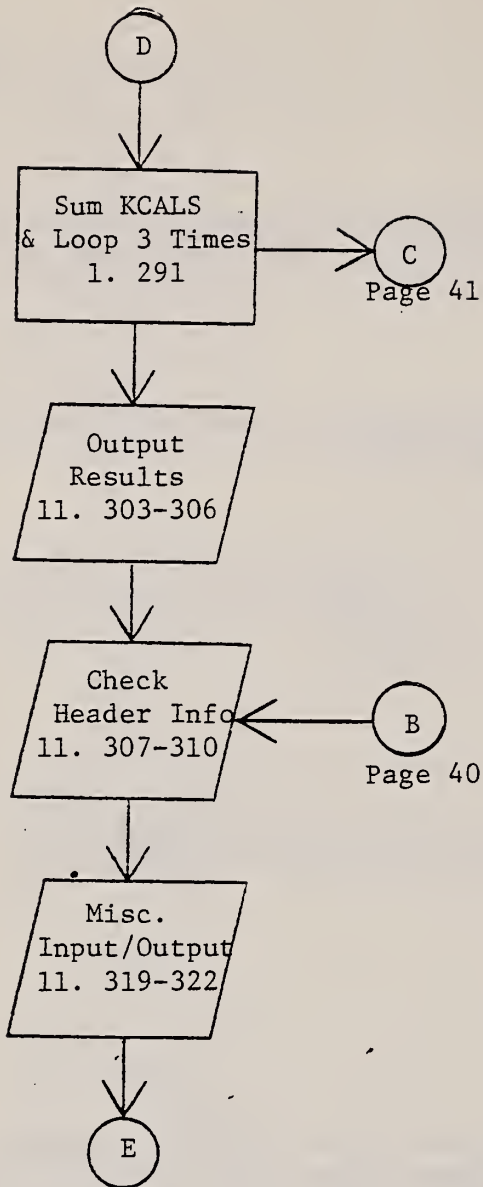 D
Sum KCALS
& Loop 3 Times
1. 291
C
Page 41
Output
Results
11. 303-306
Check
Header Info
11. 307-310
B
Page 40
Misc.
Input/Output
11. 319-322
E